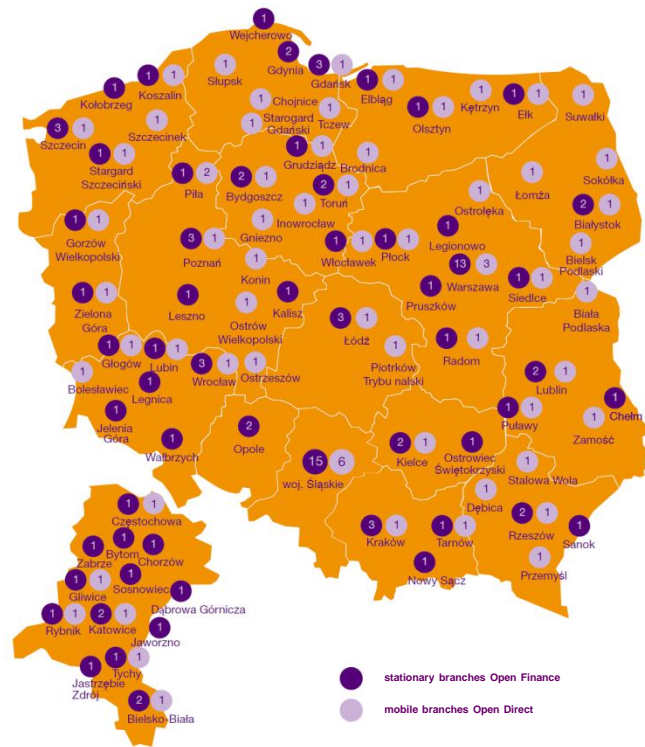 1
Wejcherowo
2
Gdynia
3 1
Gdańsk
1 1
Elbląg
1
Słupsk
1 1
Koszalin
1
Kołobrzeg
1
Chojnice
1
Starogard
Gdański
1
Tczew
1 1
Olsztyn
1
Kętrzyn
1 1
Ełk
1
Suwałki
3 1
Szczecin
1
Szczecinek
1 1
Stargard
Szczeciński
1 2
Piła
2 1
Bydgoszcz
1 1
Grudziądz
1
Brodnica
2 1
Toruń
1
Inowrocław
1
Gniezno
1
Łomża
1
Sokółka
2 1
Białystok
1
Bielsk
Podlaski
1
Ostrołęka
1
Legionowo
1 1
Gorzów
Wielkopolski
3 1
Poznań
1 1
Włocławek
1 1
Płock
13 3
Warszawa
1
Pruszków
1 1
Siedlce
1
Biała
Podlaska
1
Konin
1 1
Zielona
Góra
1
Leszno
1
Ostrów
Wielkopolski
1
Kalisz
3 1
Łódź
1
Piotrków
Trybu nalski
1 1
Radom
1 1
Głogów
1 1
Lubin
1
Bolesławiec
1
Legnica
3 1
Wrocław
1
Ostrzeszów
2 1
Lublin
1
Chełm
1 1
Puławy
1
Zamość
1
Jelenia
Góra
1
Wałbrzych
2
Opole
15 6
woj. Śląskie
2 1
Kielce
1
Ostrowiec
Świętokrzyski
1
Stalowa Wola
1
Dębica
2 1
Rzeszów
1
Sanok
1
Przemyśl
3 1
Kraków
1 1
Tarnów
1
Nowy Sącz
1 1
Częstochowa
1
Zabrze
1
Bytom
1
Chorzów
1 1
Gliwice
1
Sosnowiec
1
Dąbrowa Górnicza
1 1
Rybnik
2 1
Katowice
1
Jaworzno
1
Jastrzębie
Zdrój
1 1
Tychy
2 1
Bielsko-Biała
stationary branches Open Finance
mobile branches Open Direct